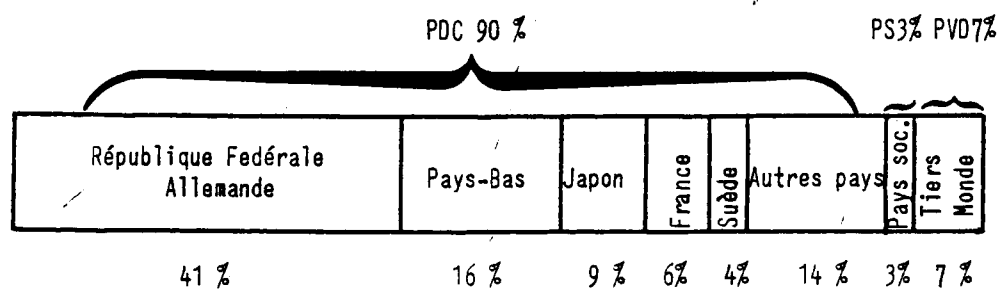 PDC 90 %
PS3% PVD7%
République Fedérale
Allemande
Pays-Bas
Japon
France
Suède
Autres pays
Pays soc.
Tiers
Monde
41 %
16 %
9 %
6%
4%
14 %
3%
7 %